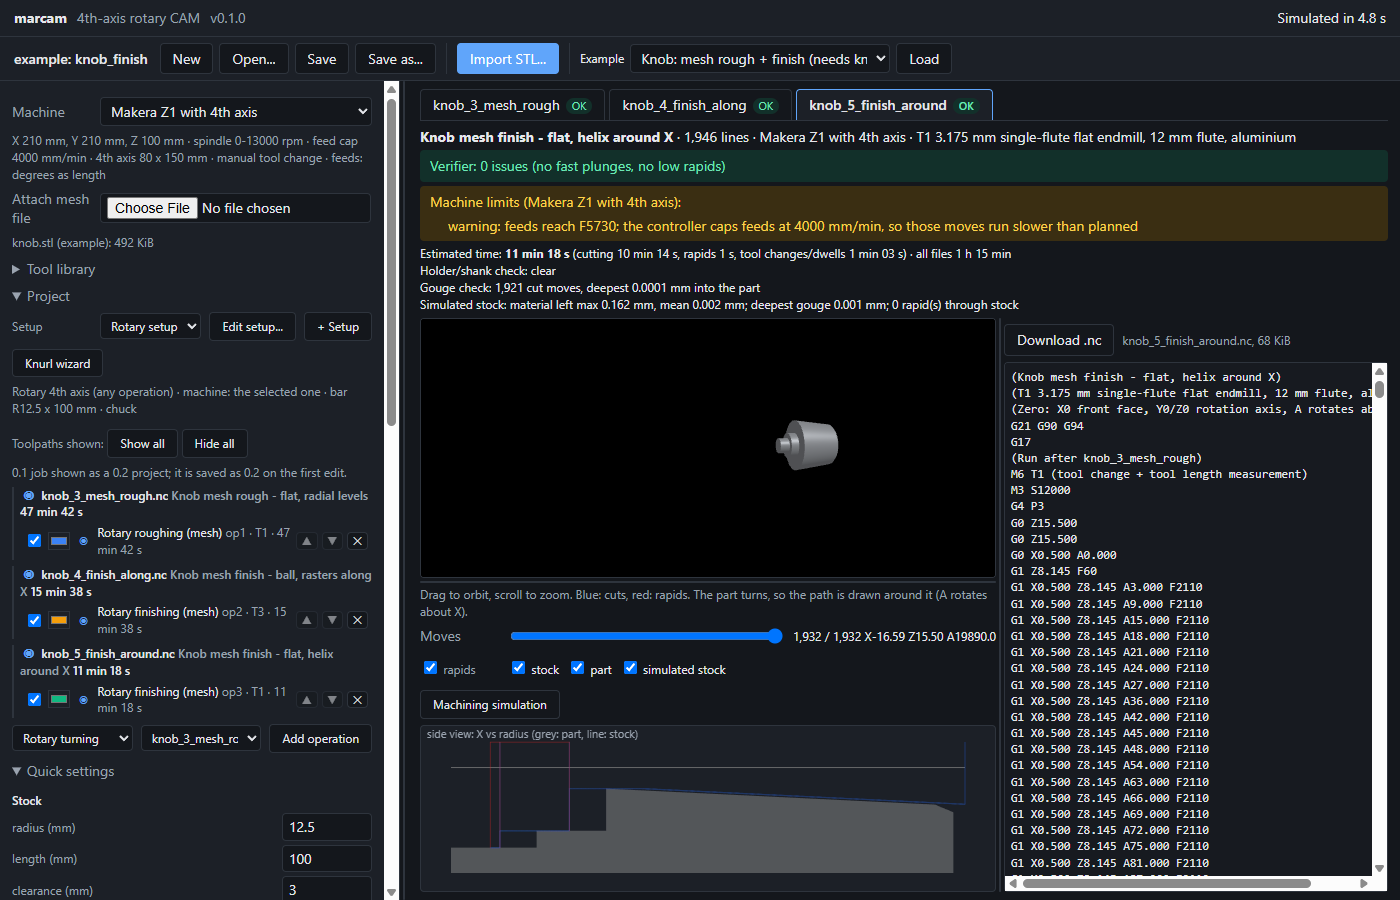 marcam 4th-axis rotary CAM v0.1.0
Simulated in 4.8 s
example: knob_finish
New
Open...
Save
Save as...
Import STL...
Example
Knob: mesh rough + finish (needs kn
Load
Machine
Makera Z1 with 4th axis
X 210 mm, Y 210 mm, Z 100 mm · spindle 0-13000 rpm · feed cap
4000 mm/min · 4th axis 80 x 150 mm · manual tool change · feeds:
degrees as length
Attach mesh
file
Choose File No file chosen
knob.stl (example): 492 KiB
Tool library
Project
Setup
Rotary setup
Edit setup...
+ Setup
Knurl wizard
Rotary 4th axis (any operation) · machine: the selected one · bar
R12.5 x 100 mm · chuck
Toolpaths shown:
Show all
Hide all
0.1 job shown as a 0.2 project; it is saved as 0.2 on the first edit.
knob_3_mesh_rough.nc Knob mesh rough - flat, radial levels
47 min 42 s
Rotary roughing (mesh) op1 · T1 · 47
min 42 s
knob_4_finish_along.nc Knob mesh finish - ball, rasters along
X 15 min 38 s
Rotary finishing (mesh) op2 · T3 · 15
min 38 s
knob_5_finish_around.nc Knob mesh finish - flat, helix
around X 11 min 18 s
Rotary finishing (mesh) op3 · T1 · 11
min 18 s
Rotary turning
knob_3_mesh_rc
Add operation
Quick settings
Stock
radius (mm)
12.5
length (mm)
100
clearance (mm)
3
knob_3_mesh_rough OK
knob_4_finish_along OK
knob_5_finish_around OK
Knob mesh finish - flat, helix around X · 1,946 lines · Makera Z1 with 4th axis · T1 3.175 mm single-flute flat endmill, 12 mm flute, aluminium
Verifier: 0 issues (no fast plunges, no low rapids)
Machine limits (Makera Z1 with 4th axis):
warning: feeds reach F5730; the controller caps feeds at 4000 mm/min, so those moves run slower than planned
Estimated time: 11 min 18 s (cutting 10 min 14 s, rapids 1 s, tool changes/dwells 1 min 03 s) · all files 1 h 15 min
Holder/shank check: clear
Gouge check: 1,921 cut moves, deepest 0.0001 mm into the part
Simulated stock: material left max 0.162 mm, mean 0.002 mm; deepest gouge 0.001 mm; 0 rapid(s) through stock
Drag to orbit, scroll to zoom. Blue: cuts, red: rapids. The part turns, so the path is drawn around it (A rotates
about X).
Moves
1,932 / 1,932 X-16.59 Z15.50 A19890.0
rapids
stock
part
simulated stock
Machining simulation
side view: X vs radius (grey: part, line: stock)
Download .nc
knob_5_finish_around.nc, 68 KiB
(Knob mesh finish - flat, helix around X)
(T1 3.175 mm single-flute flat endmill, 12 mm flute, al
(Zero: X0 front face, Y0/Z0 rotation axis, A rotates ab
G21 G90 G94
G17
(Run after knob_3_mesh_rough)
M6 T1 (tool change + tool length measurement)
M3 S12000
G4 P3
G0 Z15.500
G0 Z15.500
G0 X0.500 A0.000
G1 Z8.145 F60
G1 X0.500 Z8.145 A3.000 F2110
G1 X0.500 Z8.145 A9.000 F2110
G1 X0.500 Z8.145 A15.000 F2110
G1 X0.500 Z8.145 A18.000 F2110
G1 X0.500 Z8.145 A21.000 F2110
G1 X0.500 Z8.145 A24.000 F2110
G1 X0.500 Z8.145 A27.000 F2110
G1 X0.500 Z8.145 A36.000 F2110
G1 X0.500 Z8.145 A42.000 F2110
G1 X0.500 Z8.145 A45.000 F2110
G1 X0.500 Z8.145 A48.000 F2110
G1 X0.500 Z8.145 A54.000 F2110
G1 X0.500 Z8.145 A63.000 F2110
G1 X0.500 Z8.145 A66.000 F2110
G1 X0.500 Z8.145 A69.000 F2110
G1 X0.500 Z8.145 A72.000 F2110
G1 X0.500 Z8.145 A75.000 F2110
G1 X0.500 Z8.145 A81.000 F2110